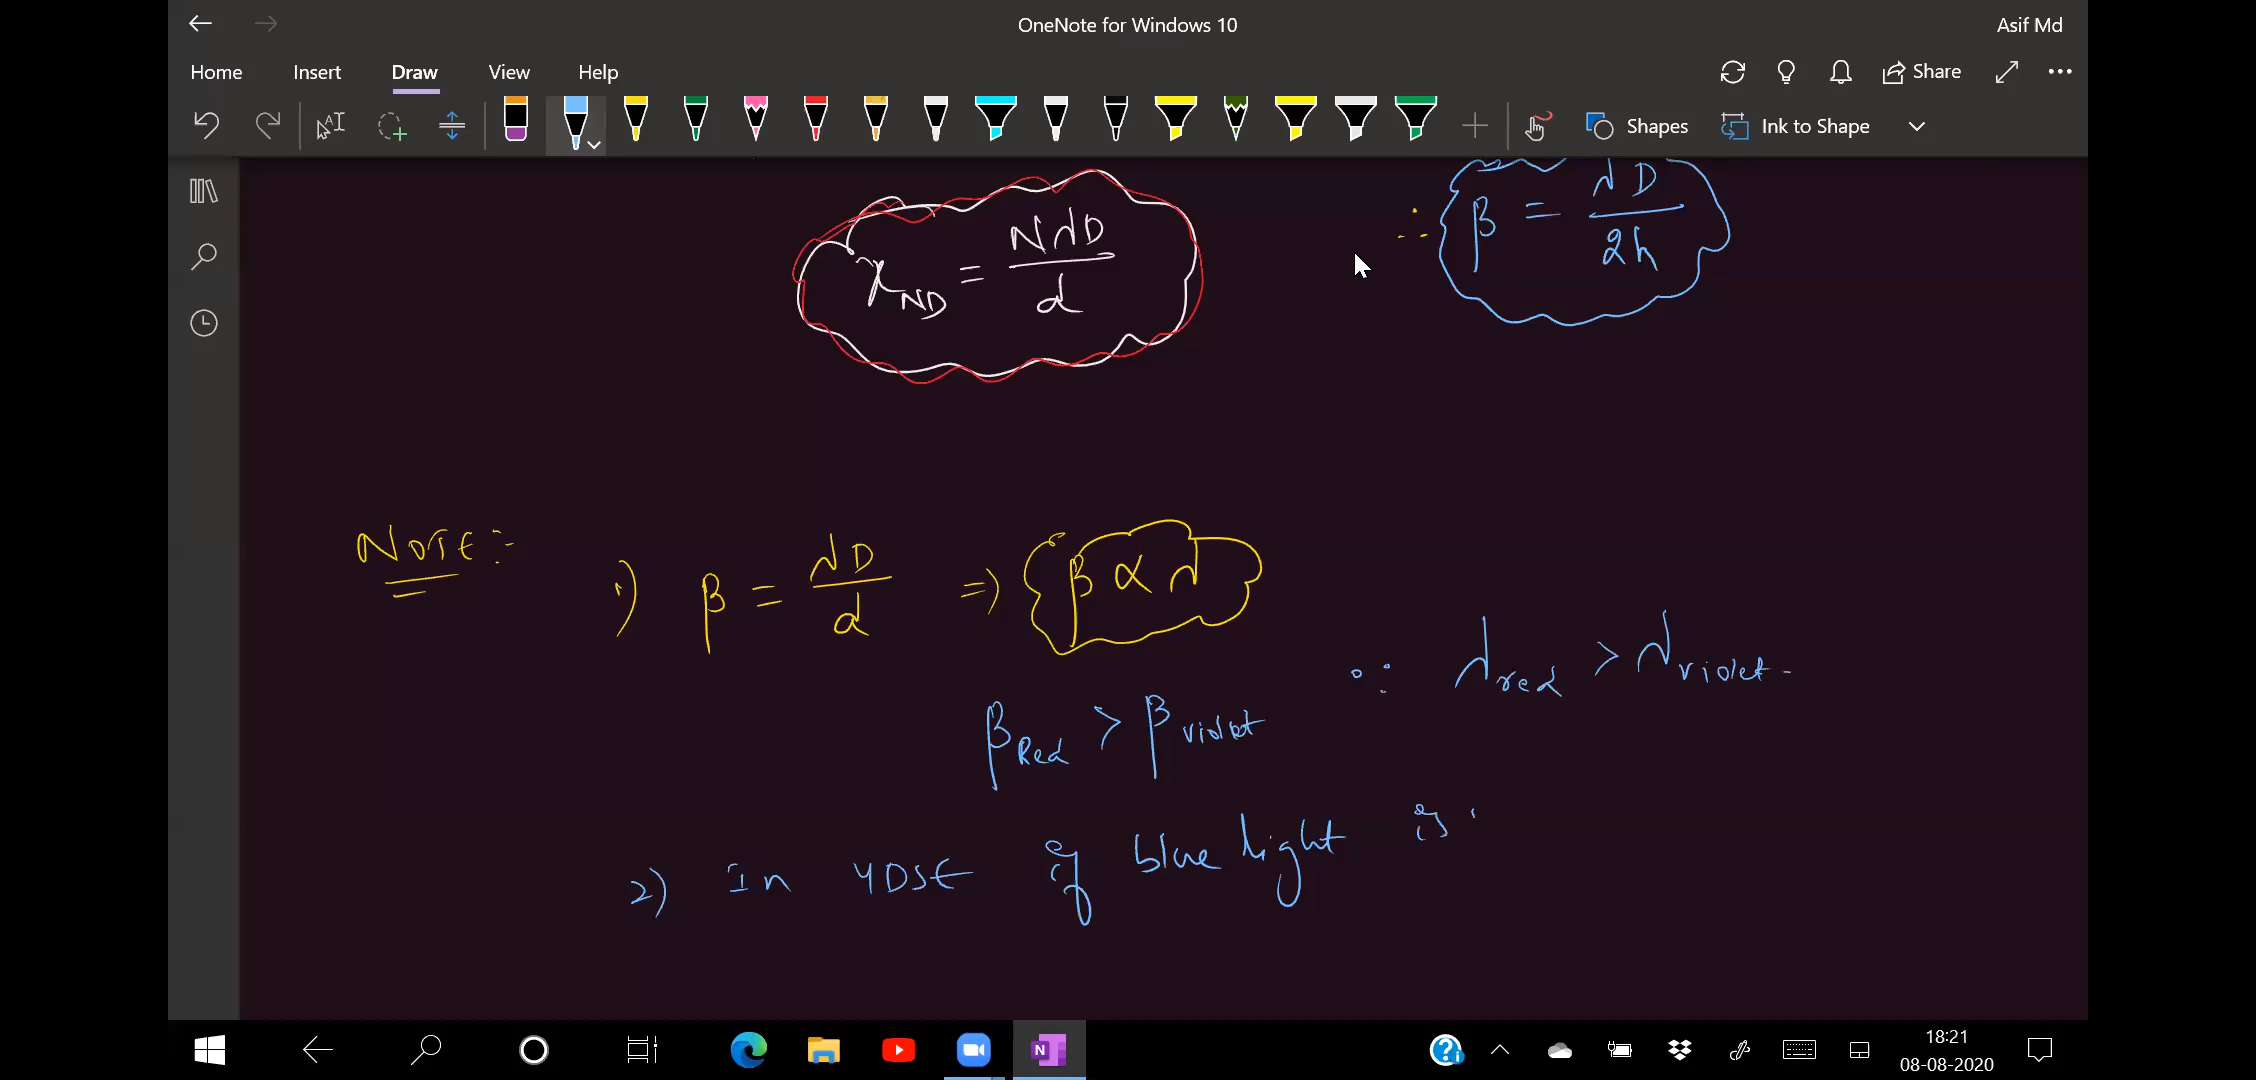 OneNote for Windows 10
Asif Md
Home Insert Draw View Help
Share
Shapes Ink to Shape
x_ND = NλD/d
∴ β = λD/2h
NOTE :-
1) β = λD/d ⇒ β ∝ λ
β_Red > β_violet ∵ λ_red > λ_violet.
2) In YDSE if blue light is
18:21
08-08-2020